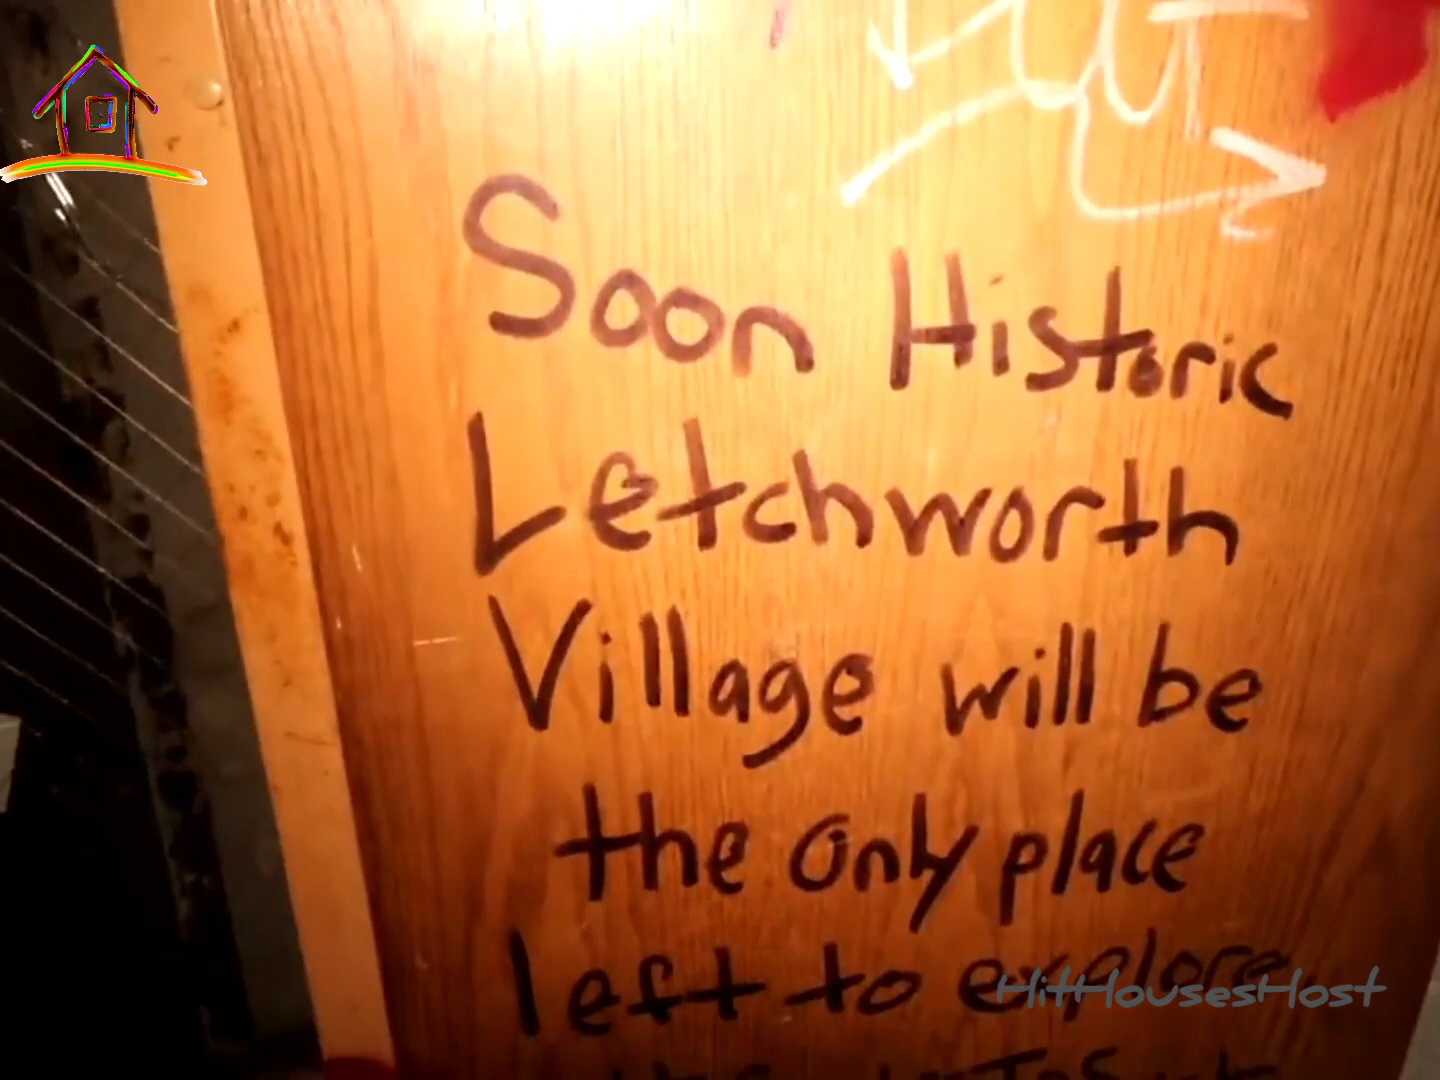 Soon Historic
Letchworth
Village will be
the only place
left to explore
HitHousesHost